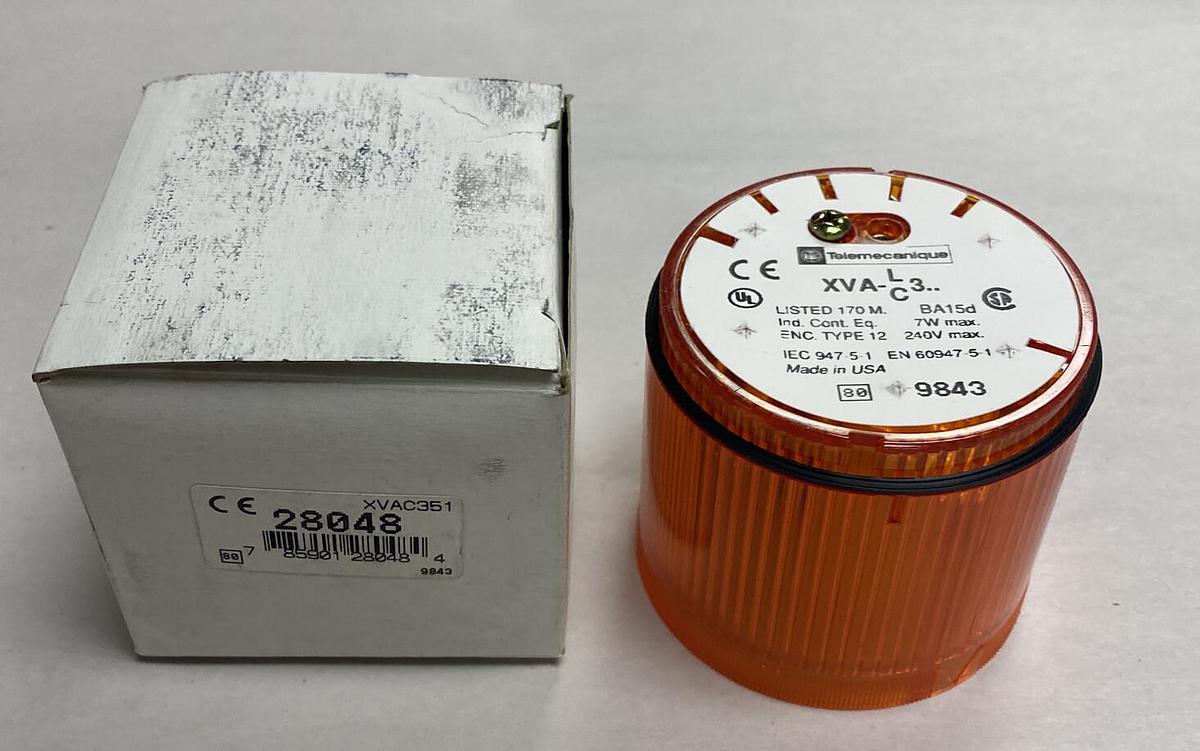 CE XVAC351
28048
80 7 85901 28048 4
9843
Telemecanique
CE XVA-L/C3..
UL LISTED 170 M. BA15d CSA
Ind. Cont. Eq. 7W max.
ENC. TYPE 12 240V max.
IEC 947-5-1 EN 60947-5-1
Made in USA
80 9843